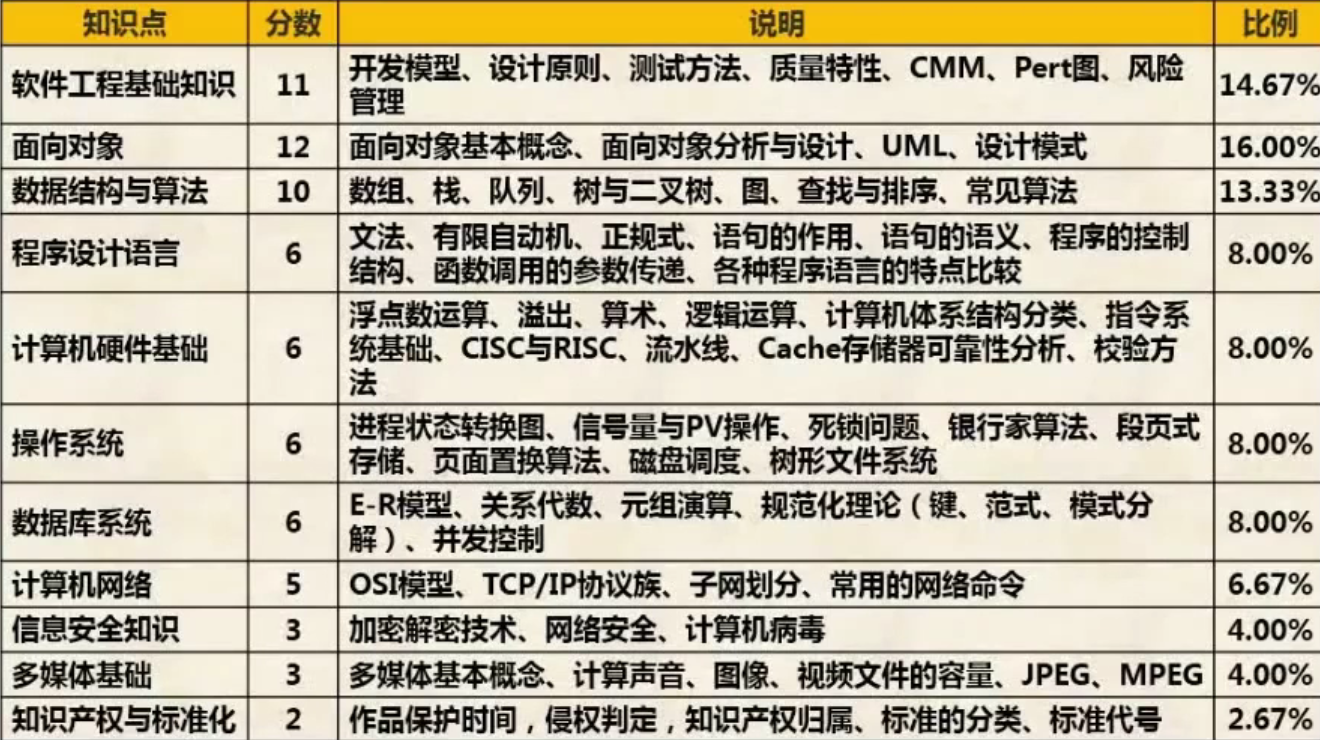 知识点 分数 说明 比例
软件工程基础知识 11 开发模型、设计原则、测试方法、质量特性、CMM、Pert图、风险
管理 14.67%
面向对象 12 面向对象基本概念、面向对象分析与设计、UML、设计模式 16.00%
数据结构与算法 10 数组、栈、队列、树与二叉树、图、查找与排序、常见算法 13.33%
程序设计语言 6 文法、有限自动机、正规式、语句的作用、语句的语义、程序的控制
结构、函数调用的参数传递、各种程序语言的特点比较 8.00%
计算机硬件基础 6 浮点数运算、溢出、算术、逻辑运算、计算机体系结构分类、指令系
统基础、CISC与RISC、流水线、Cache存储器可靠性分析、校验方
法 8.00%
操作系统 6 进程状态转换图、信号量与PV操作、死锁问题、银行家算法、段页式
存储、页面置换算法、磁盘调度、树形文件系统 8.00%
数据库系统 6 E-R模型、关系代数、元组演算、规范化理论（键、范式、模式分
解）、并发控制 8.00%
计算机网络 5 OSI模型、TCP/IP协议族、子网划分、常用的网络命令 6.67%
信息安全知识 3 加密解密技术、网络安全、计算机病毒 4.00%
多媒体基础 3 多媒体基本概念、计算声音、图像、视频文件的容量、JPEG、MPEG 4.00%
知识产权与标准化 2 作品保护时间，侵权判定，知识产权归属、标准的分类、标准代号 2.67%